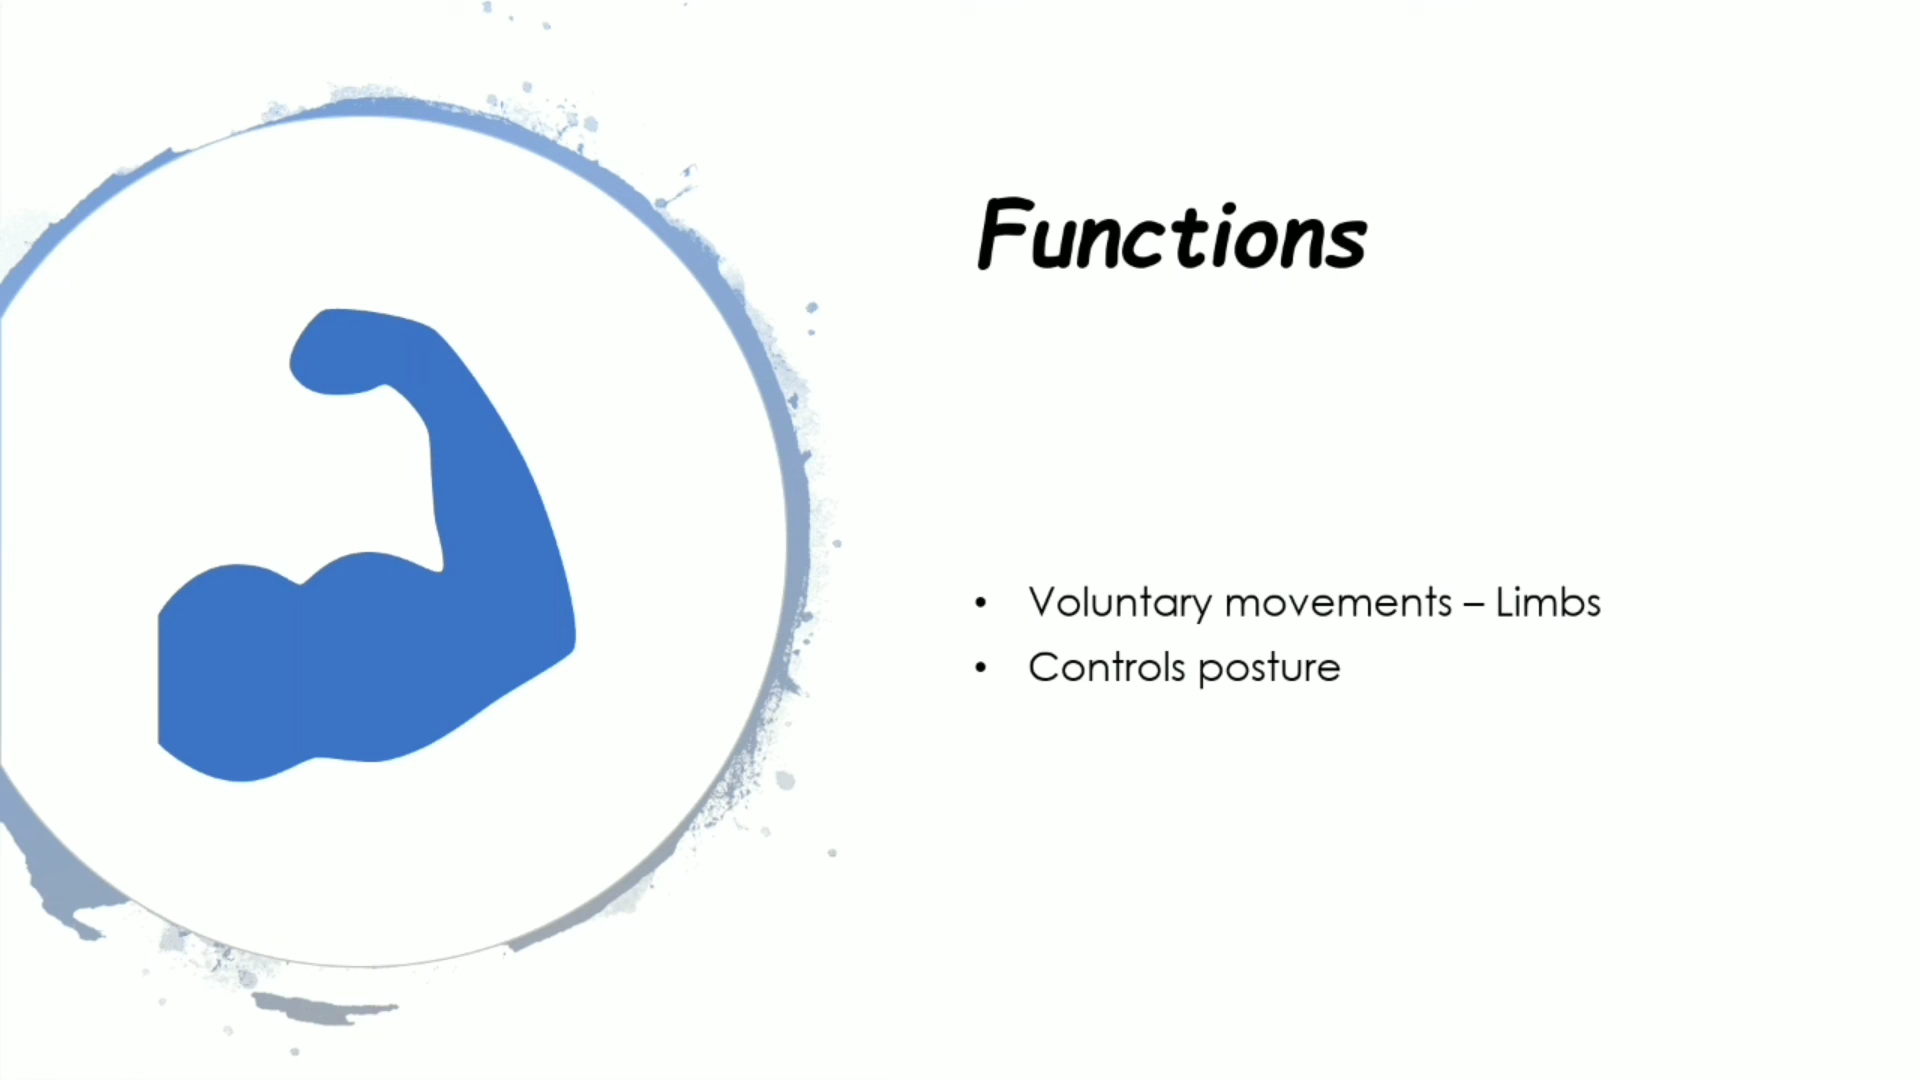 Functions
• Voluntary movements – Limbs
• Controls posture